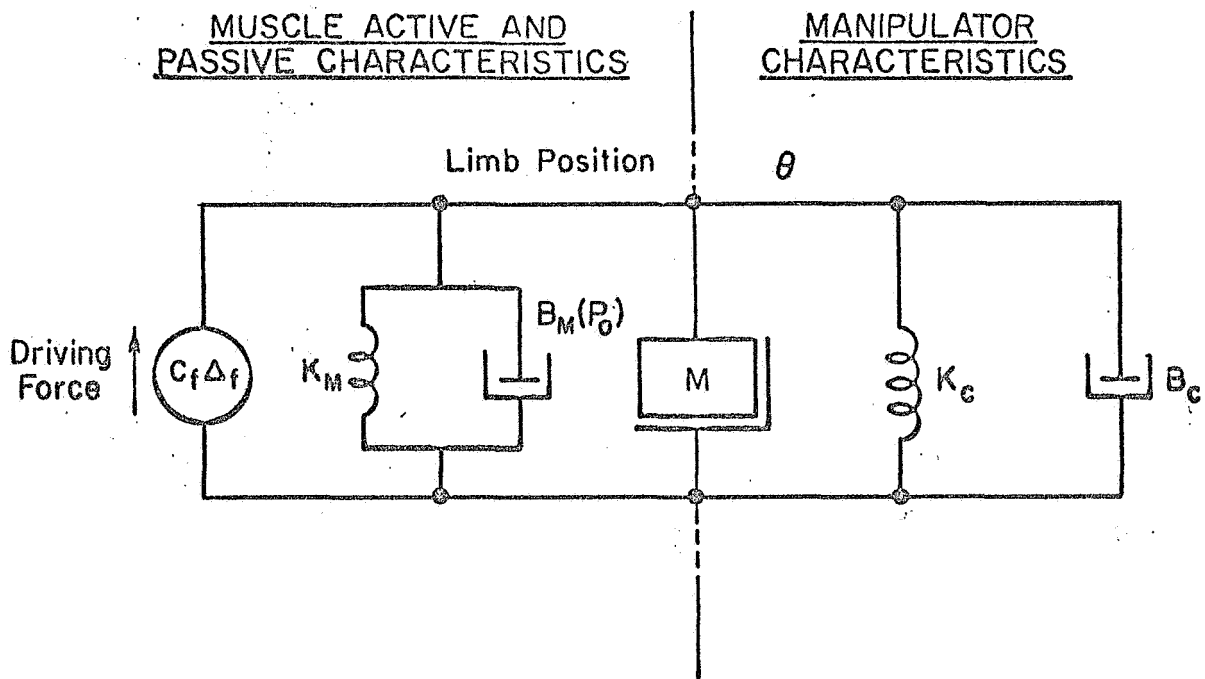 MUSCLE ACTIVE AND
PASSIVE CHARACTERISTICS
MANIPULATOR
CHARACTERISTICS
Limb Position
θ
Driving
Force
C_f Δ_f
K_M
B_M(P_o)
M
K_c
B_c